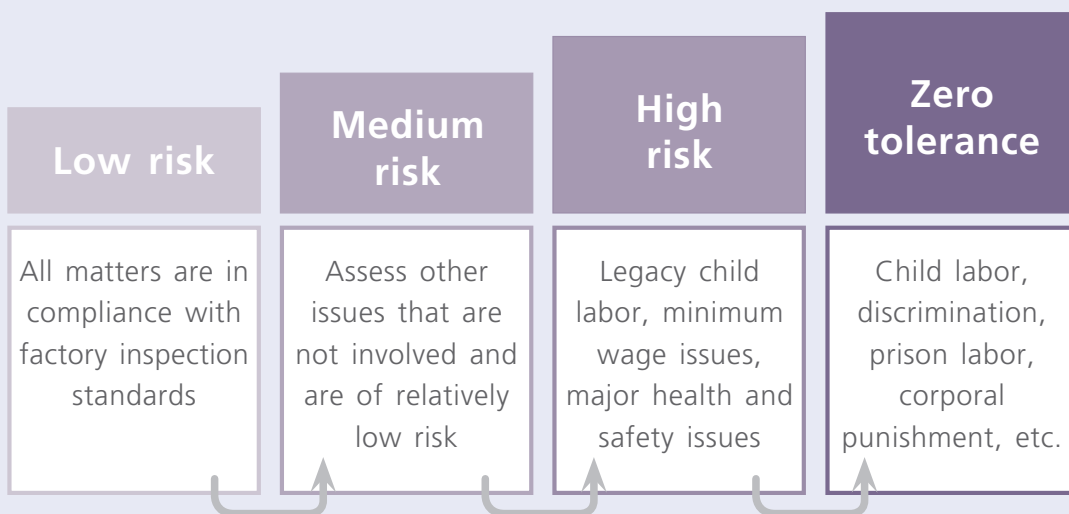 Low risk
All matters are in
compliance with
factory inspection
standards
Medium
risk
Assess other
issues that are
not involved and
are of relatively
low risk
High
risk
Legacy child
labor, minimum
wage issues,
major health and
safety issues
Zero
tolerance
Child labor,
discrimination,
prison labor,
corporal
punishment, etc.